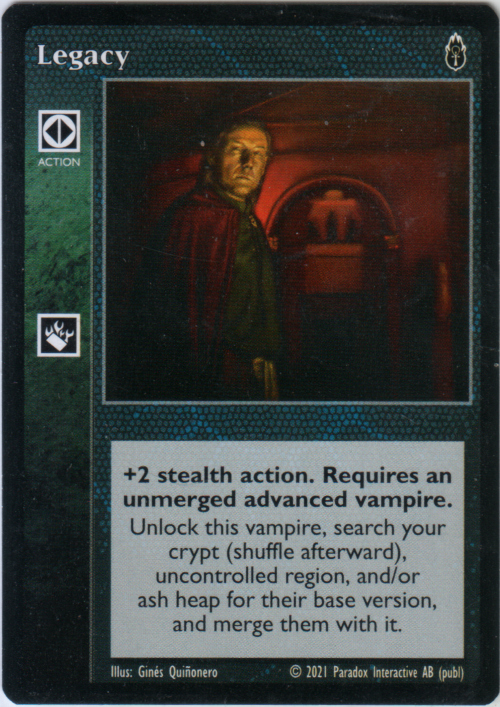 Legacy
ACTION
+2 stealth action. Requires an
unmerged advanced vampire.
Unlock this vampire, search your
crypt (shuffle afterward),
uncontrolled region, and/or
ash heap for their base version,
and merge them with it.
Illus: Ginés Quiñonero © 2021 Paradox Interactive AB (publ)